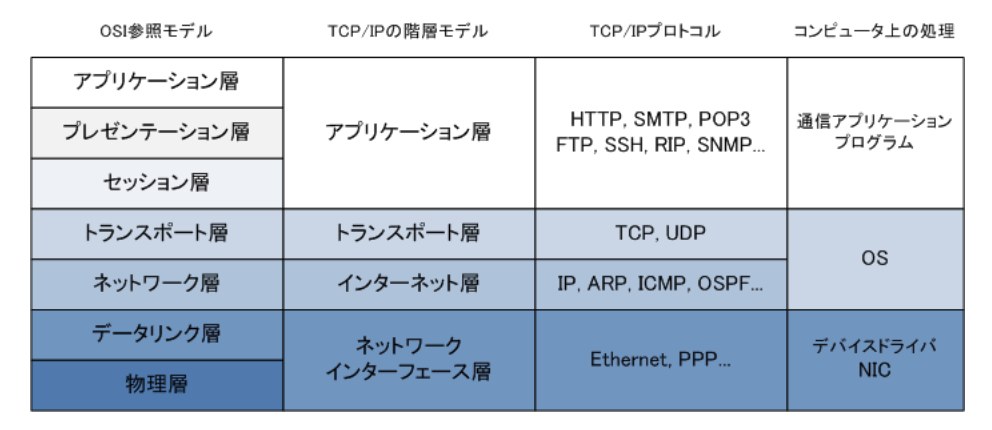 OSI参照モデル
TCP/IPの階層モデル
TCP/IPプロトコル
コンピュータ上の処理
アプリケーション層
プレゼンテーション層
セッション層
アプリケーション層
HTTP, SMTP, POP3
FTP, SSH, RIP, SNMP...
通信アプリケーション
プログラム
トランスポート層
トランスポート層
TCP, UDP
OS
ネットワーク層
インターネット層
IP, ARP, ICMP, OSPF...
データリンク層
物理層
ネットワーク
インターフェース層
Ethernet, PPP...
デバイスドライバ
NIC